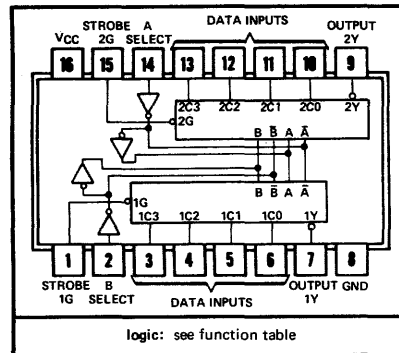 STROBE A DATA INPUTS OUTPUT
VCC 2G SELECT 2Y
16 15 14 13 12 11 10 9
2C3 2C2 2C1 2C0 2Y
2G
B B̅ A A̅
B B̅ A A̅
1G
1C3 1C2 1C1 1C0 1Y
1 2 3 4 5 6 7 8
STROBE B DATA INPUTS OUTPUT GND
1G SELECT 1Y
logic: see function table